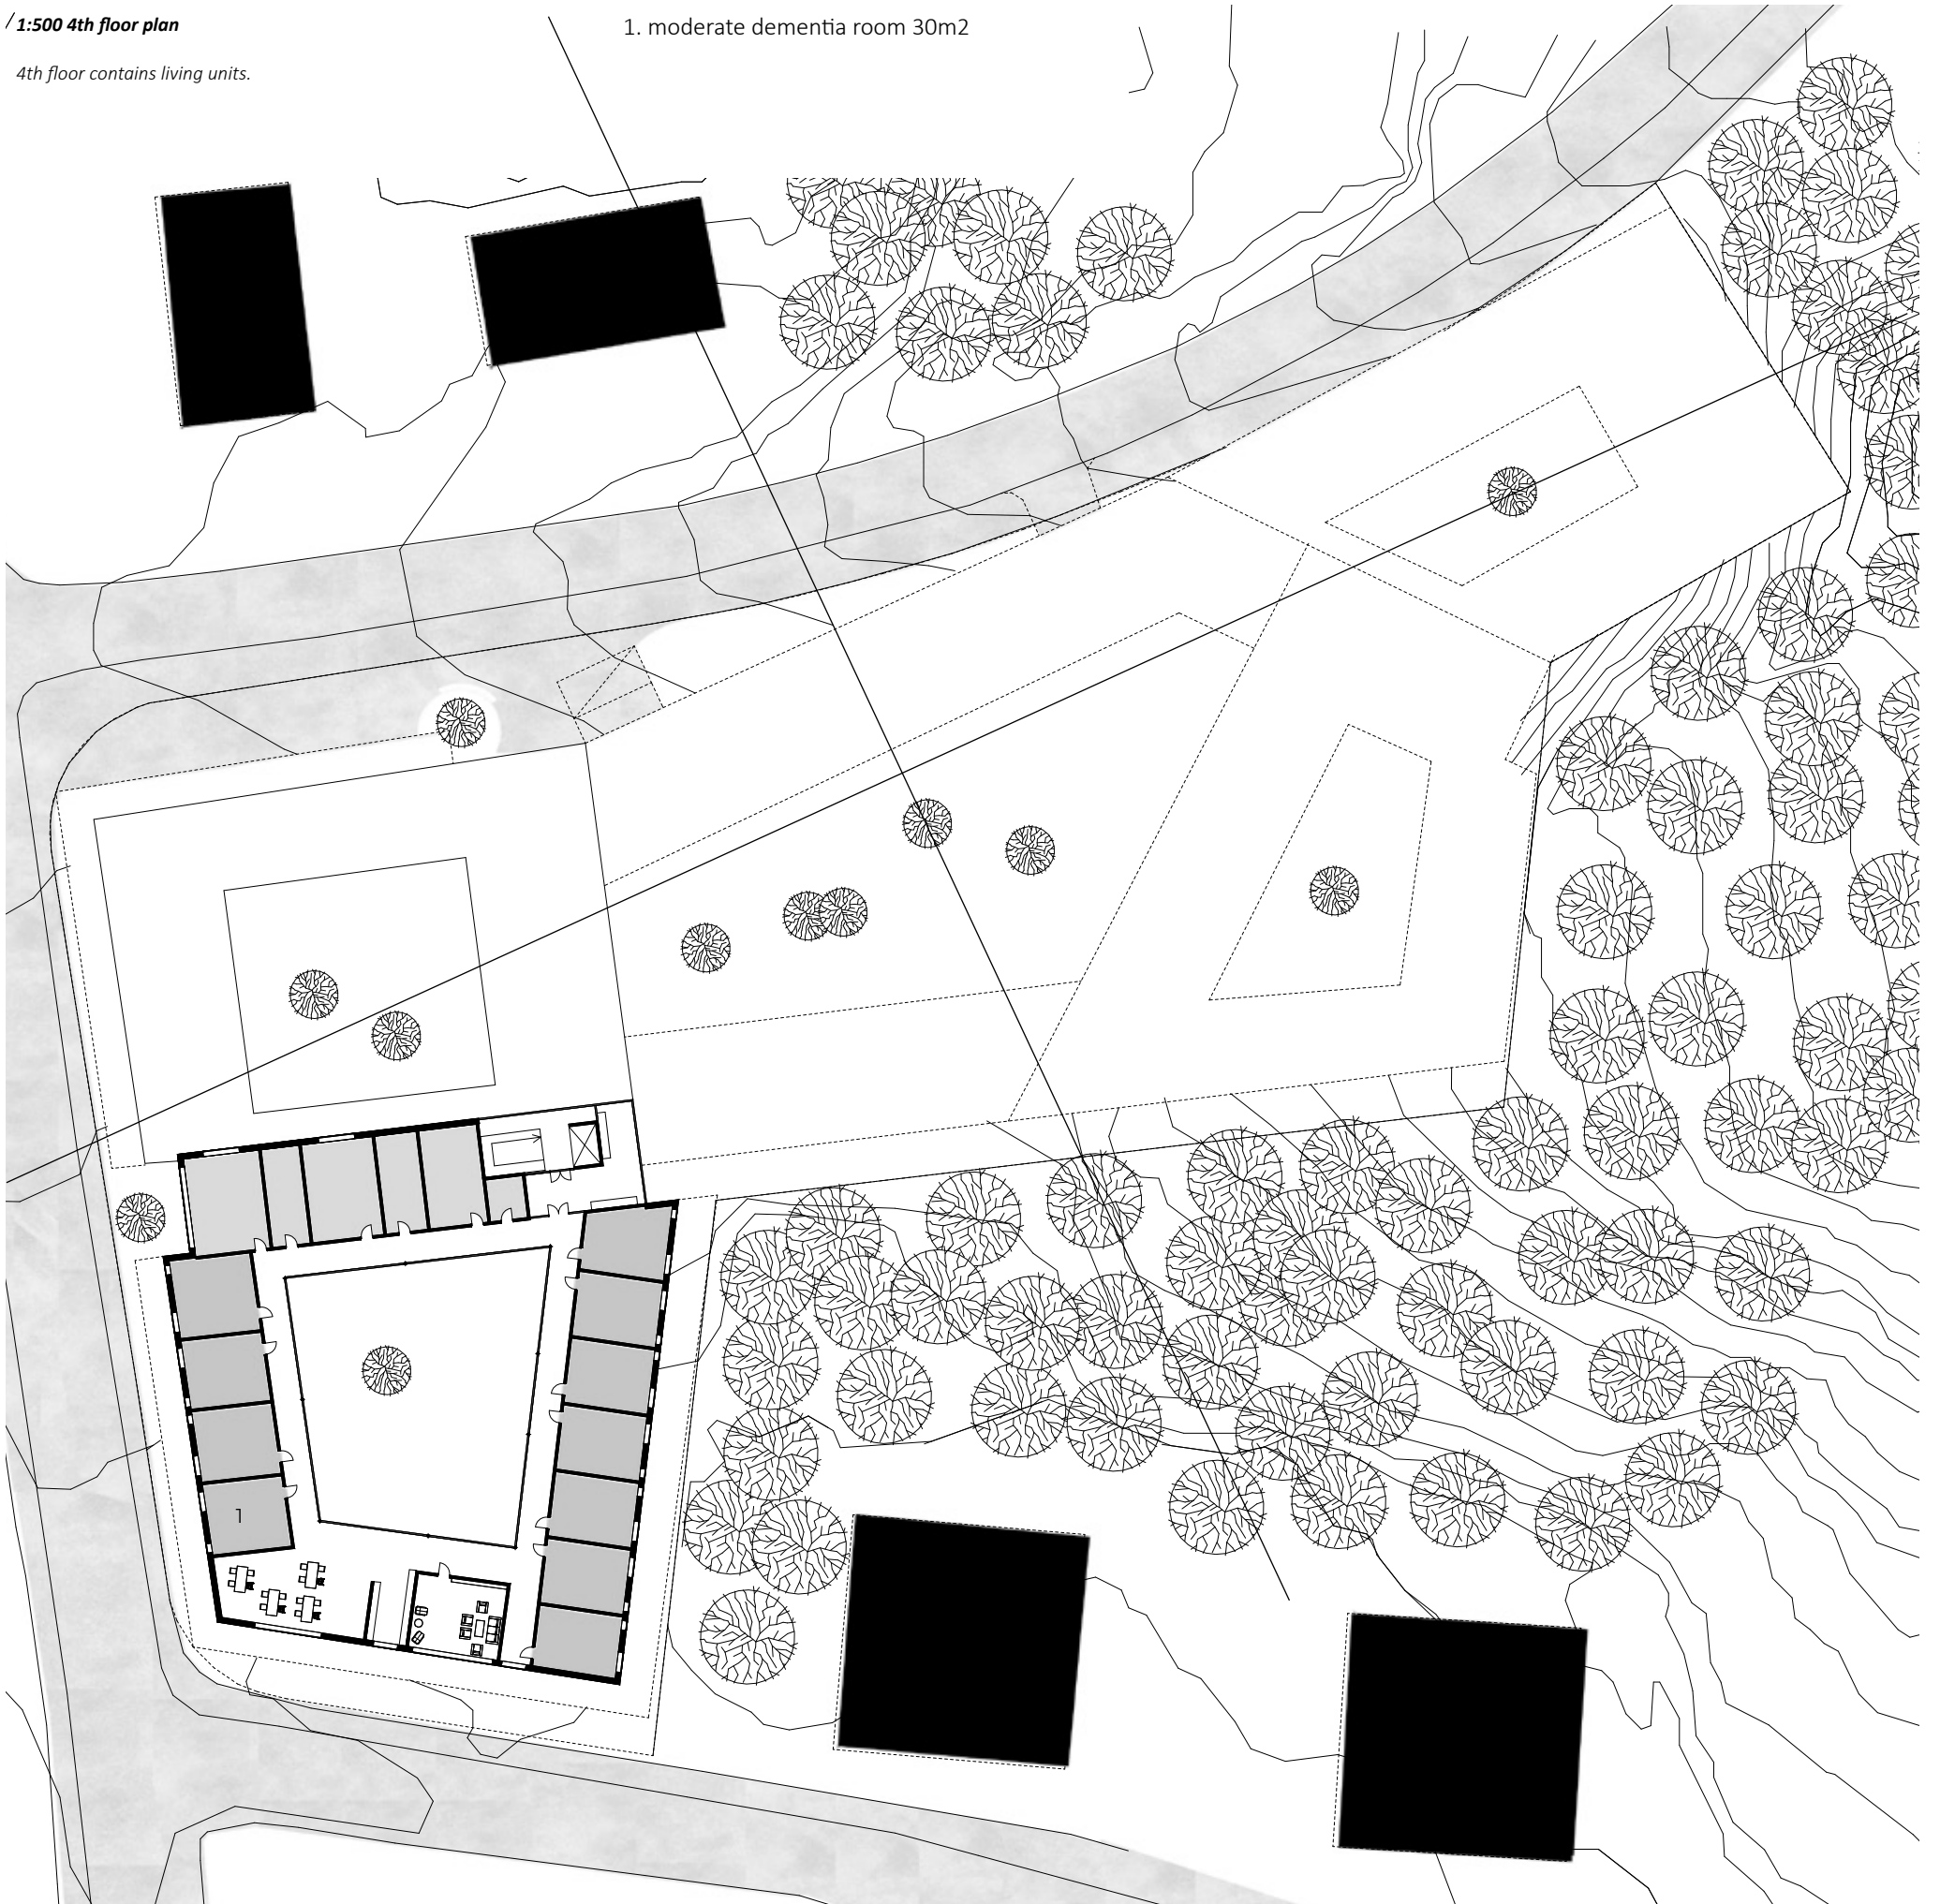 / 1:500 4th floor plan
1. moderate dementia room 30m2
4th floor contains living units.
1